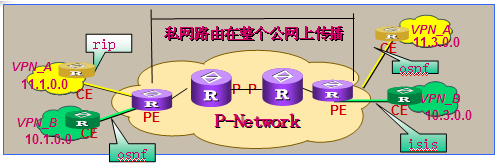 私网路由在整个公网上传播
VPN_A
11.3.0.0
CE
rip
ospf
VPN_A
11.1.0.0
CE
R
R
R
R
R
R
R
R
P P
PE
PE
VPN_B
10.1.0.0
CE
P-Network
CE
VPN_B
10.3.0.0
ospf
isis